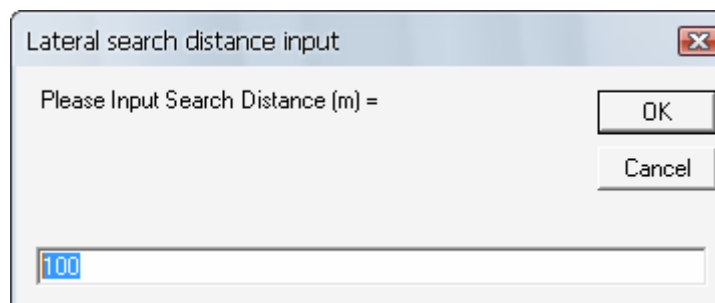 Lateral search distance input
Please Input Search Distance (m) =
OK
Cancel
100